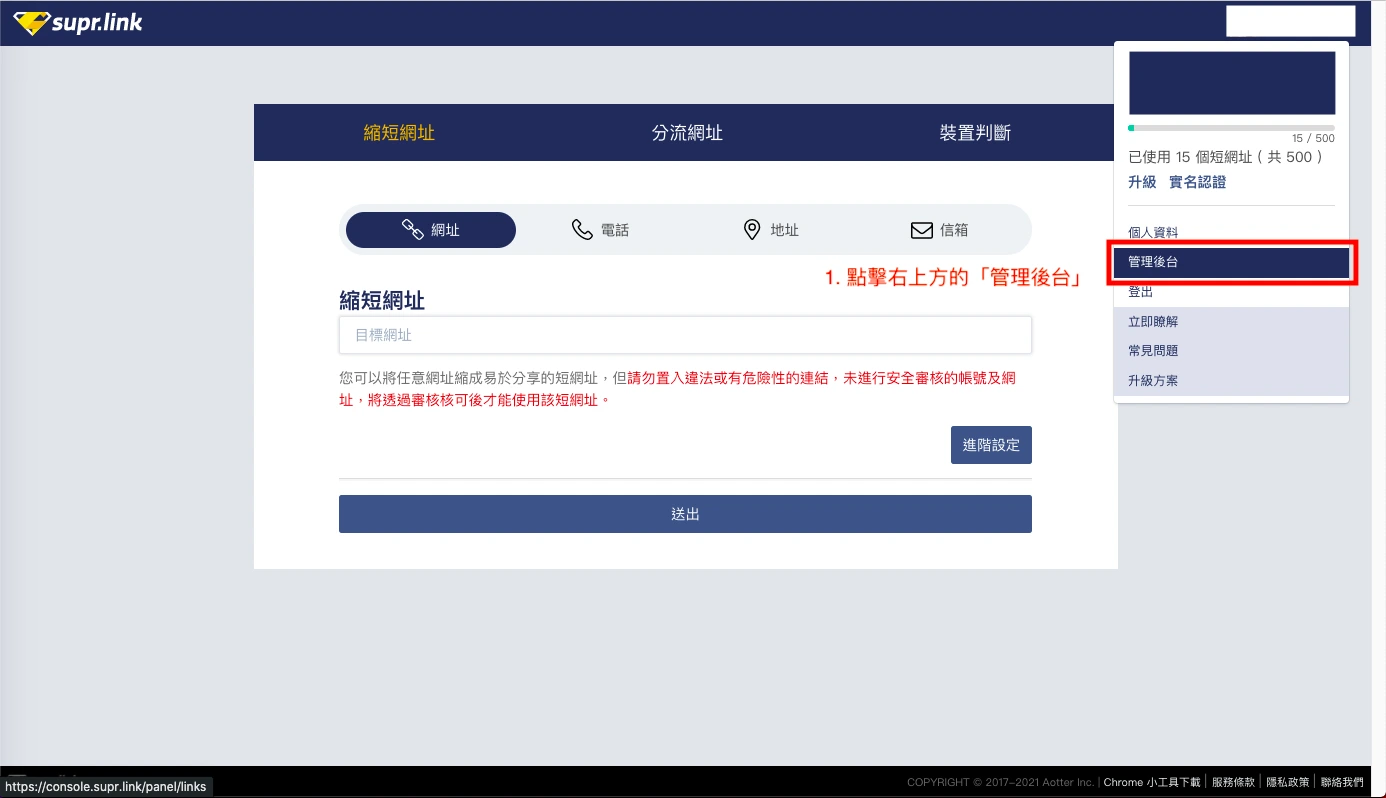 supr.link
縮短網址
分流網址
裝置判斷
15 / 500
已使用 15 個短網址 ( 共 500 )
升級 實名認證
網址
電話
地址
信箱
個人資料
管理後台
1. 點擊右上方的「管理後台」
登出
縮短網址
立即瞭解
目標網址
常見問題
您可以將任意網址縮成易於分享的短網址，但請勿置入違法或有危險性的連結，未進行安全審核的帳號及網
址，將透過審核核可後才能使用該短網址。
升級方案
進階設定
送出
COPYRIGHT © 2017-2021 Aotter Inc. | Chrome 小工具下載 | 服務條款 | 隱私政策 | 聯絡我們
https://console.supr.link/panel/links